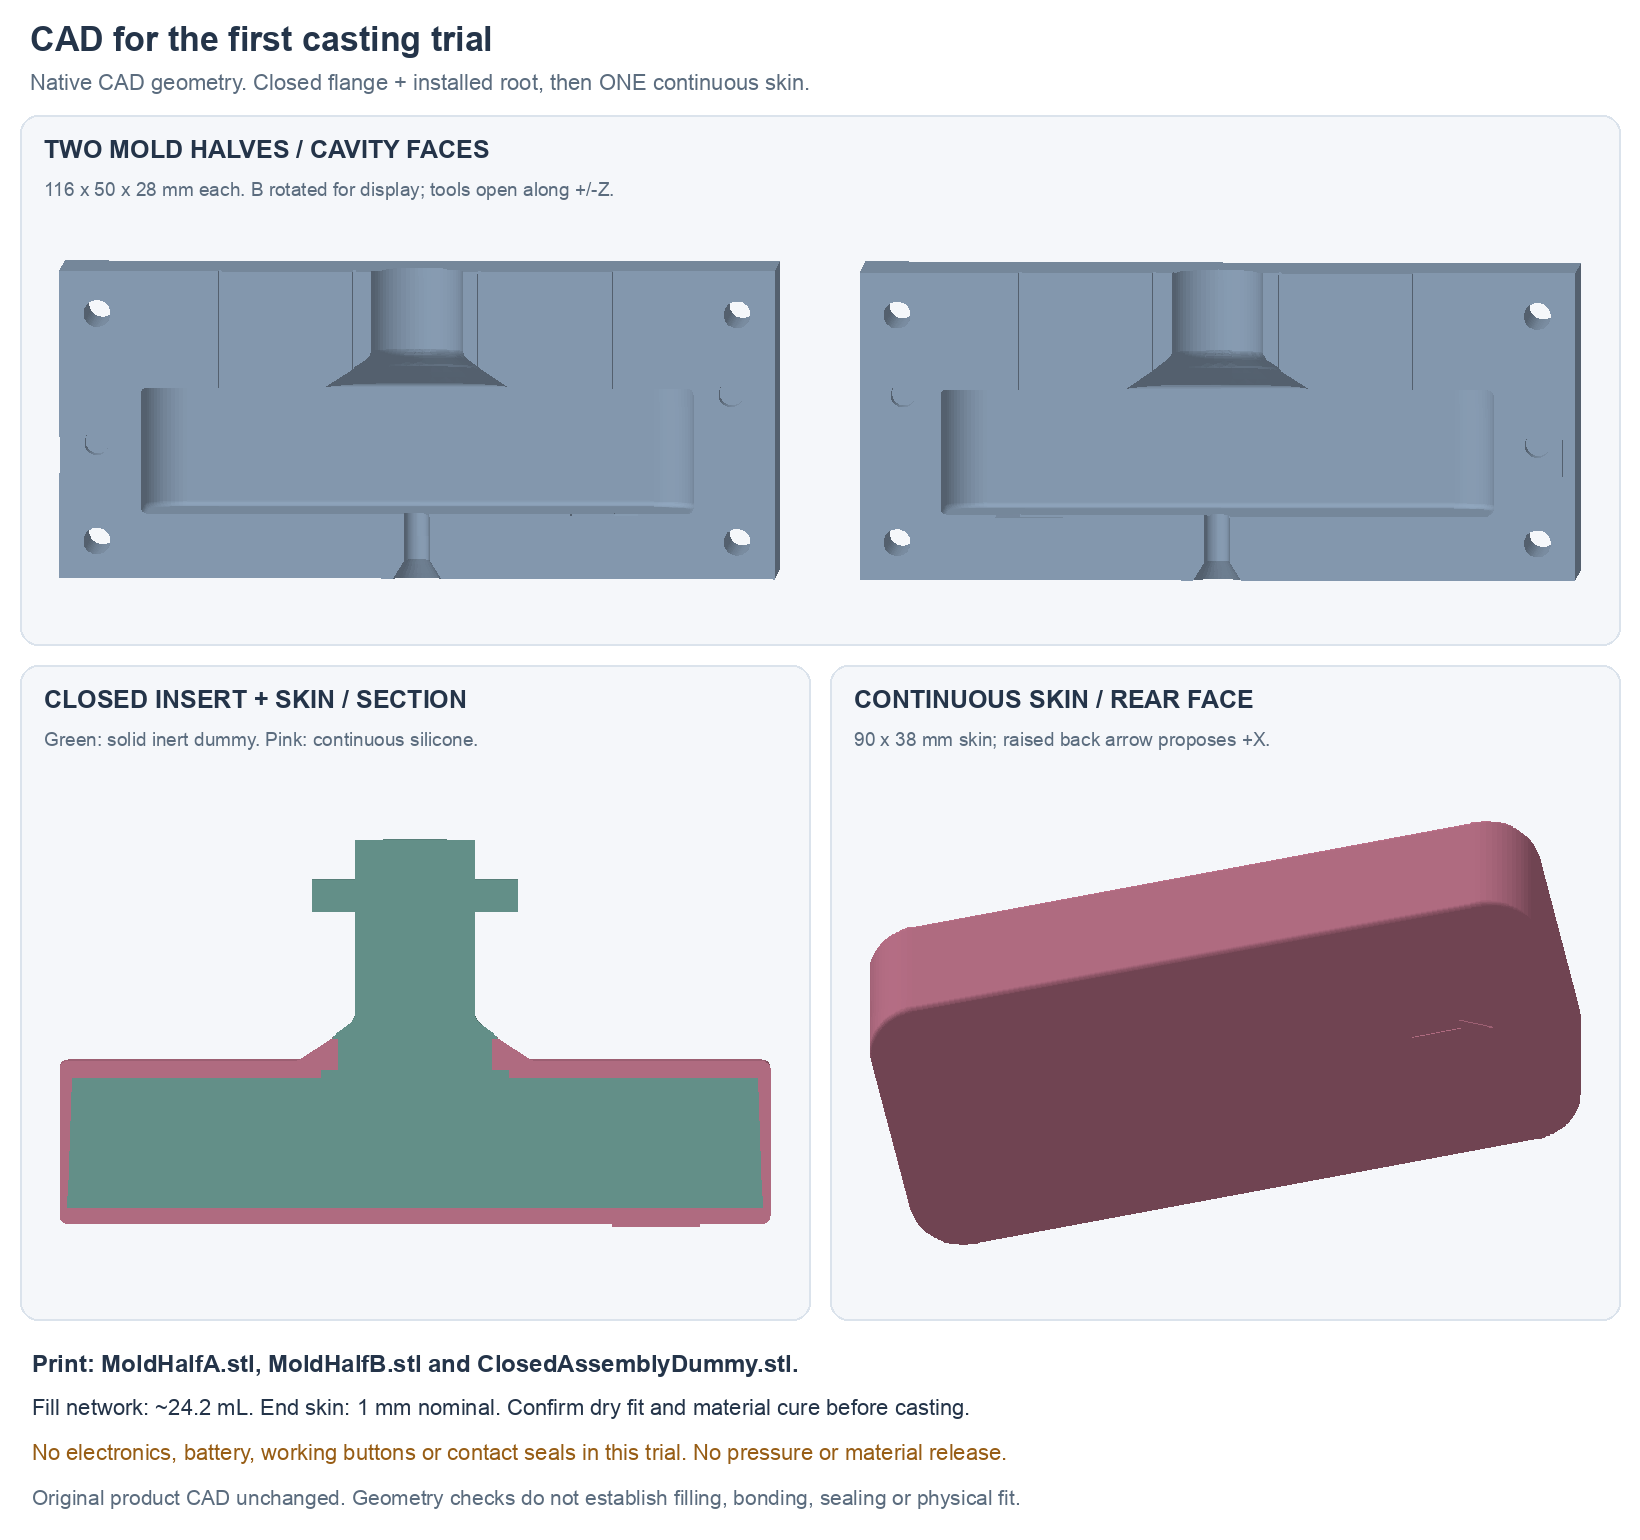 CAD for the first casting trial
Native CAD geometry. Closed flange + installed root, then ONE continuous skin.
TWO MOLD HALVES / CAVITY FACES
116 x 50 x 28 mm each. B rotated for display; tools open along +/-Z.
CLOSED INSERT + SKIN / SECTION
Green: solid inert dummy. Pink: continuous silicone.
CONTINUOUS SKIN / REAR FACE
90 x 38 mm skin; raised back arrow proposes +X.
Print: MoldHalfA.stl, MoldHalfB.stl and ClosedAssemblyDummy.stl.
Fill network: ~24.2 mL. End skin: 1 mm nominal. Confirm dry fit and material cure before casting.
No electronics, battery, working buttons or contact seals in this trial. No pressure or material release.
Original product CAD unchanged. Geometry checks do not establish filling, bonding, sealing or physical fit.